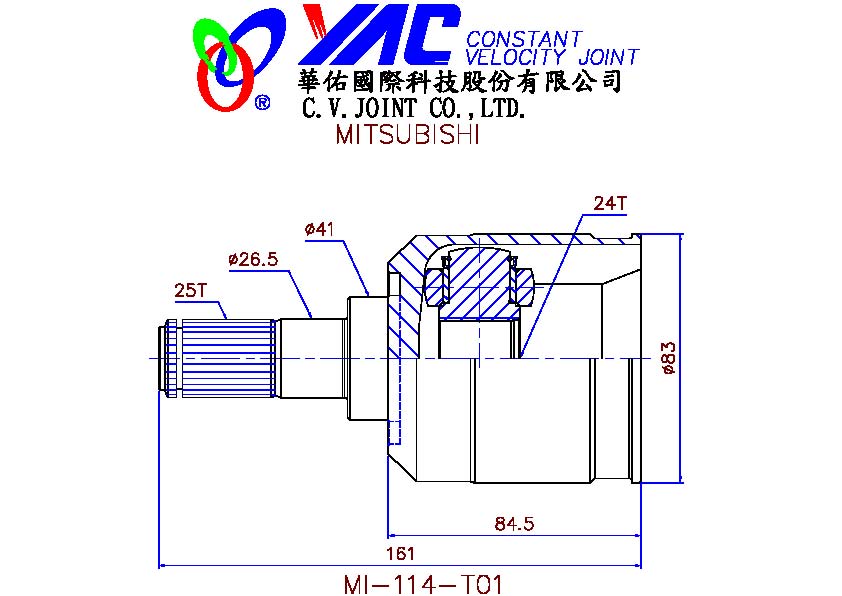 YAC CONSTANT
VELOCITY JOINT
華佑國際科技股份有限公司
®
C.V.JOINT CO.,LTD.
MITSUBISHI
24T
ø41
ø26.5
25T
ø83
84.5
161
MI-114-T01